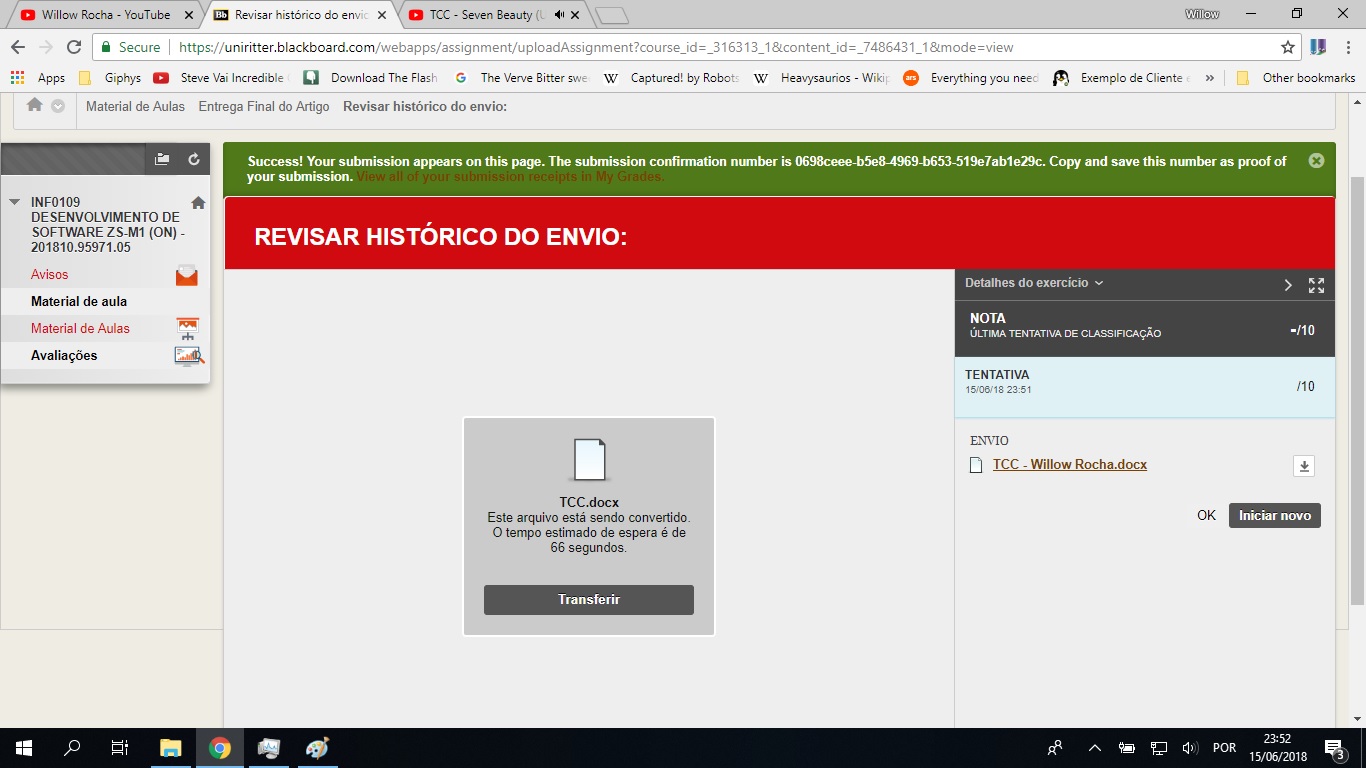 Willow Rocha - YouTube
Revisar histórico do envio
TCC - Seven Beauty (L
Willow
Secure
https://uniritter.blackboard.com/webapps/assignment/uploadAssignment?course_id=_316313_1&content_id=_7486431_1&mode=view
Apps
Giphys
Steve Vai Incredible
Download The Flash
The Verve Bitter swe
Captured! by Robots
Heavysaurios - Wikip
Everything you need
Exemplo de Cliente e
»
Other bookmarks
Material de Aulas
Entrega Final do Artigo
Revisar histórico do envio:
INF0109
DESENVOLVIMENTO DE
SOFTWARE ZS-M1 (ON) -
201810.95971.05
Avisos
Material de aula
Material de Aulas
Avaliações
Success! Your submission appears on this page. The submission confirmation number is 0698ceee-b5e8-4969-b653-519e7ab1e29c. Copy and save this number as proof of
your submission. View all of your submission receipts in My Grades.
REVISAR HISTÓRICO DO ENVIO:
TCC.docx
Este arquivo está sendo convertido.
O tempo estimado de espera é de
66 segundos.
Transferir
Detalhes do exercício
NOTA
ÚLTIMA TENTATIVA DE CLASSIFICAÇÃO
-/10
TENTATIVA
15/06/18 23:51
/10
ENVIO
TCC - Willow Rocha.docx
OK
Iniciar novo
POR
23:52
15/06/2018
3